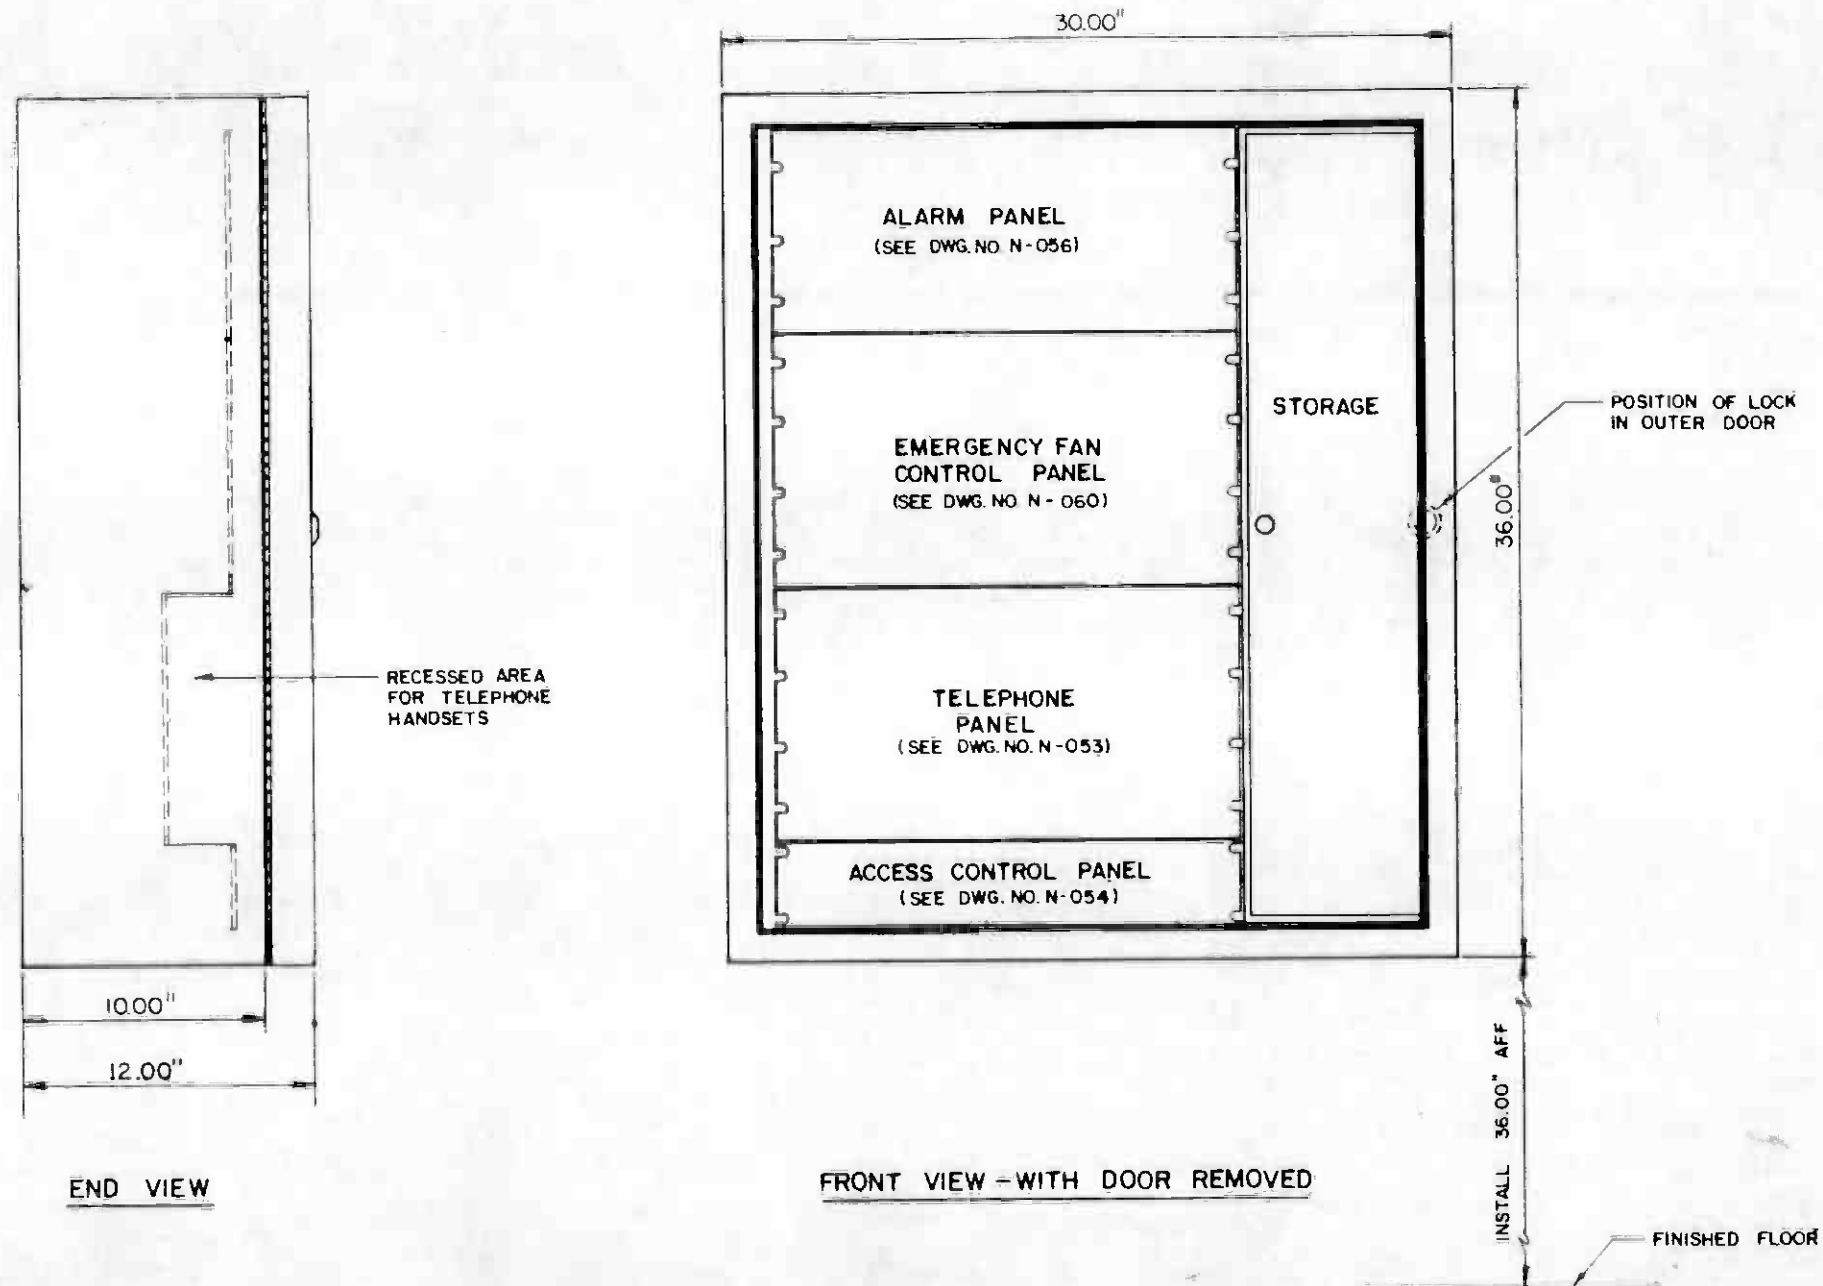 30.00"
ALARM PANEL
(SEE DWG. NO. N-056)
EMERGENCY FAN
CONTROL PANEL
(SEE DWG. NO. N-060)
TELEPHONE
PANEL
(SEE DWG. NO. N-053)
ACCESS CONTROL PANEL
(SEE DWG. NO. N-054)
STORAGE
POSITION OF LOCK
IN OUTER DOOR
36.00"
RECESSED AREA
FOR TELEPHONE
HANDSETS
10.00"
12.00"
END VIEW
FRONT VIEW - WITH DOOR REMOVED
INSTALL 36.00" AFF
FINISHED FLOOR